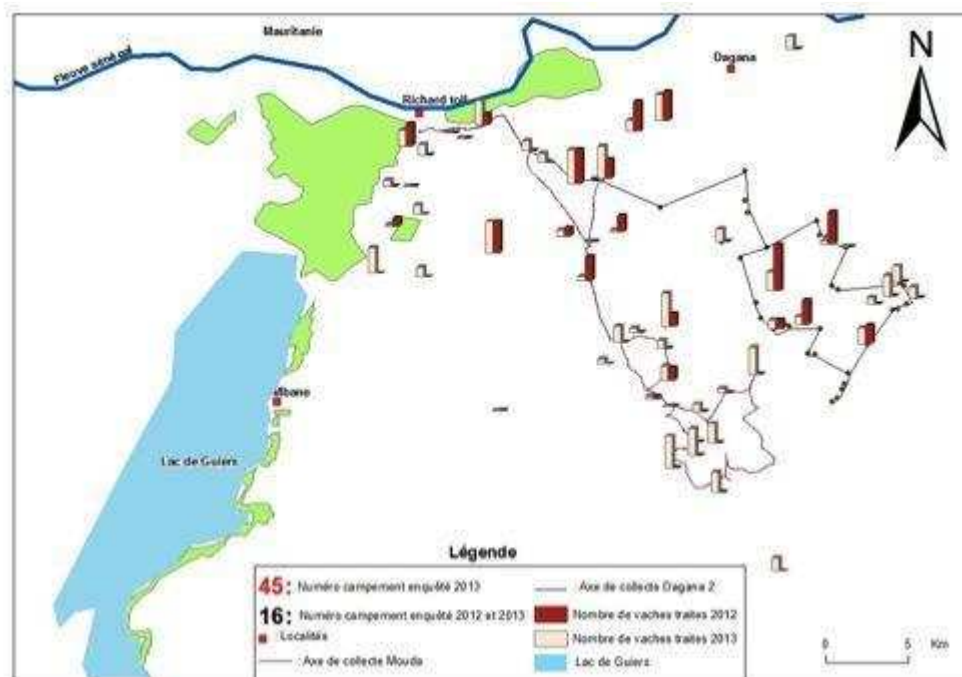 Mauritanie
Fleuve sénégal
Dagana
N
Richard toll
Mbane
Lac de Guiers
Légende
45: Numéro campement enquêté 2013
16: Numéro campement enquêté 2012 et 2013
Localités
Axe de collecte Mouda
Axe de collecte Dagana 2
Nombre de vaches traites 2012
Nombre de vaches traites 2013
Lac de Guiers
0 5 Km